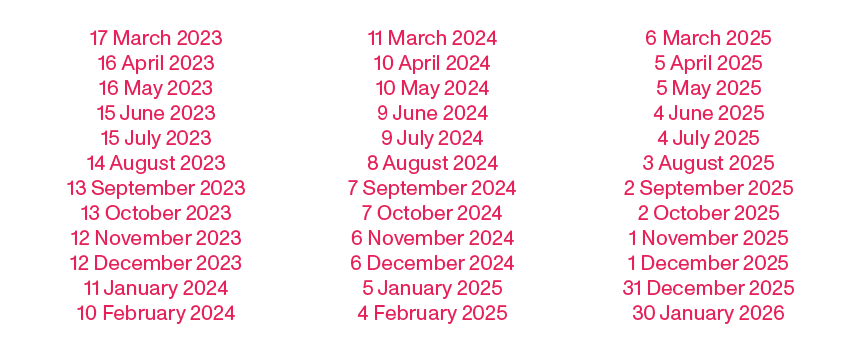 17 March 2023
16 April 2023
16 May 2023
15 June 2023
15 July 2023
14 August 2023
13 September 2023
13 October 2023
12 November 2023
12 December 2023
11 January 2024
10 February 2024
11 March 2024
10 April 2024
10 May 2024
9 June 2024
9 July 2024
8 August 2024
7 September 2024
7 October 2024
6 November 2024
6 December 2024
5 January 2025
4 February 2025
6 March 2025
5 April 2025
5 May 2025
4 June 2025
4 July 2025
3 August 2025
2 September 2025
2 October 2025
1 November 2025
1 December 2025
31 December 2025
30 January 2026